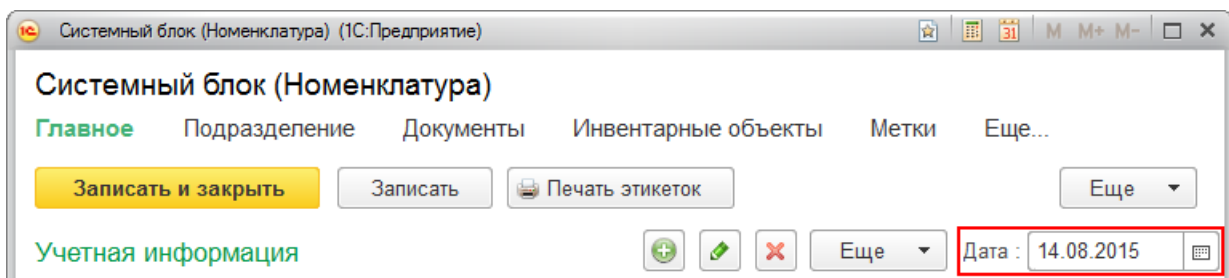 1С Системный блок (Номенклатура) (1С:Предприятие) 31 M M+ M-
Системный блок (Номенклатура)
Главное Подразделение Документы Инвентарные объекты Метки Еще...
Записать и закрыть Записать Печать этикеток Еще
Учетная информация Еще Дата : 14.08.2015